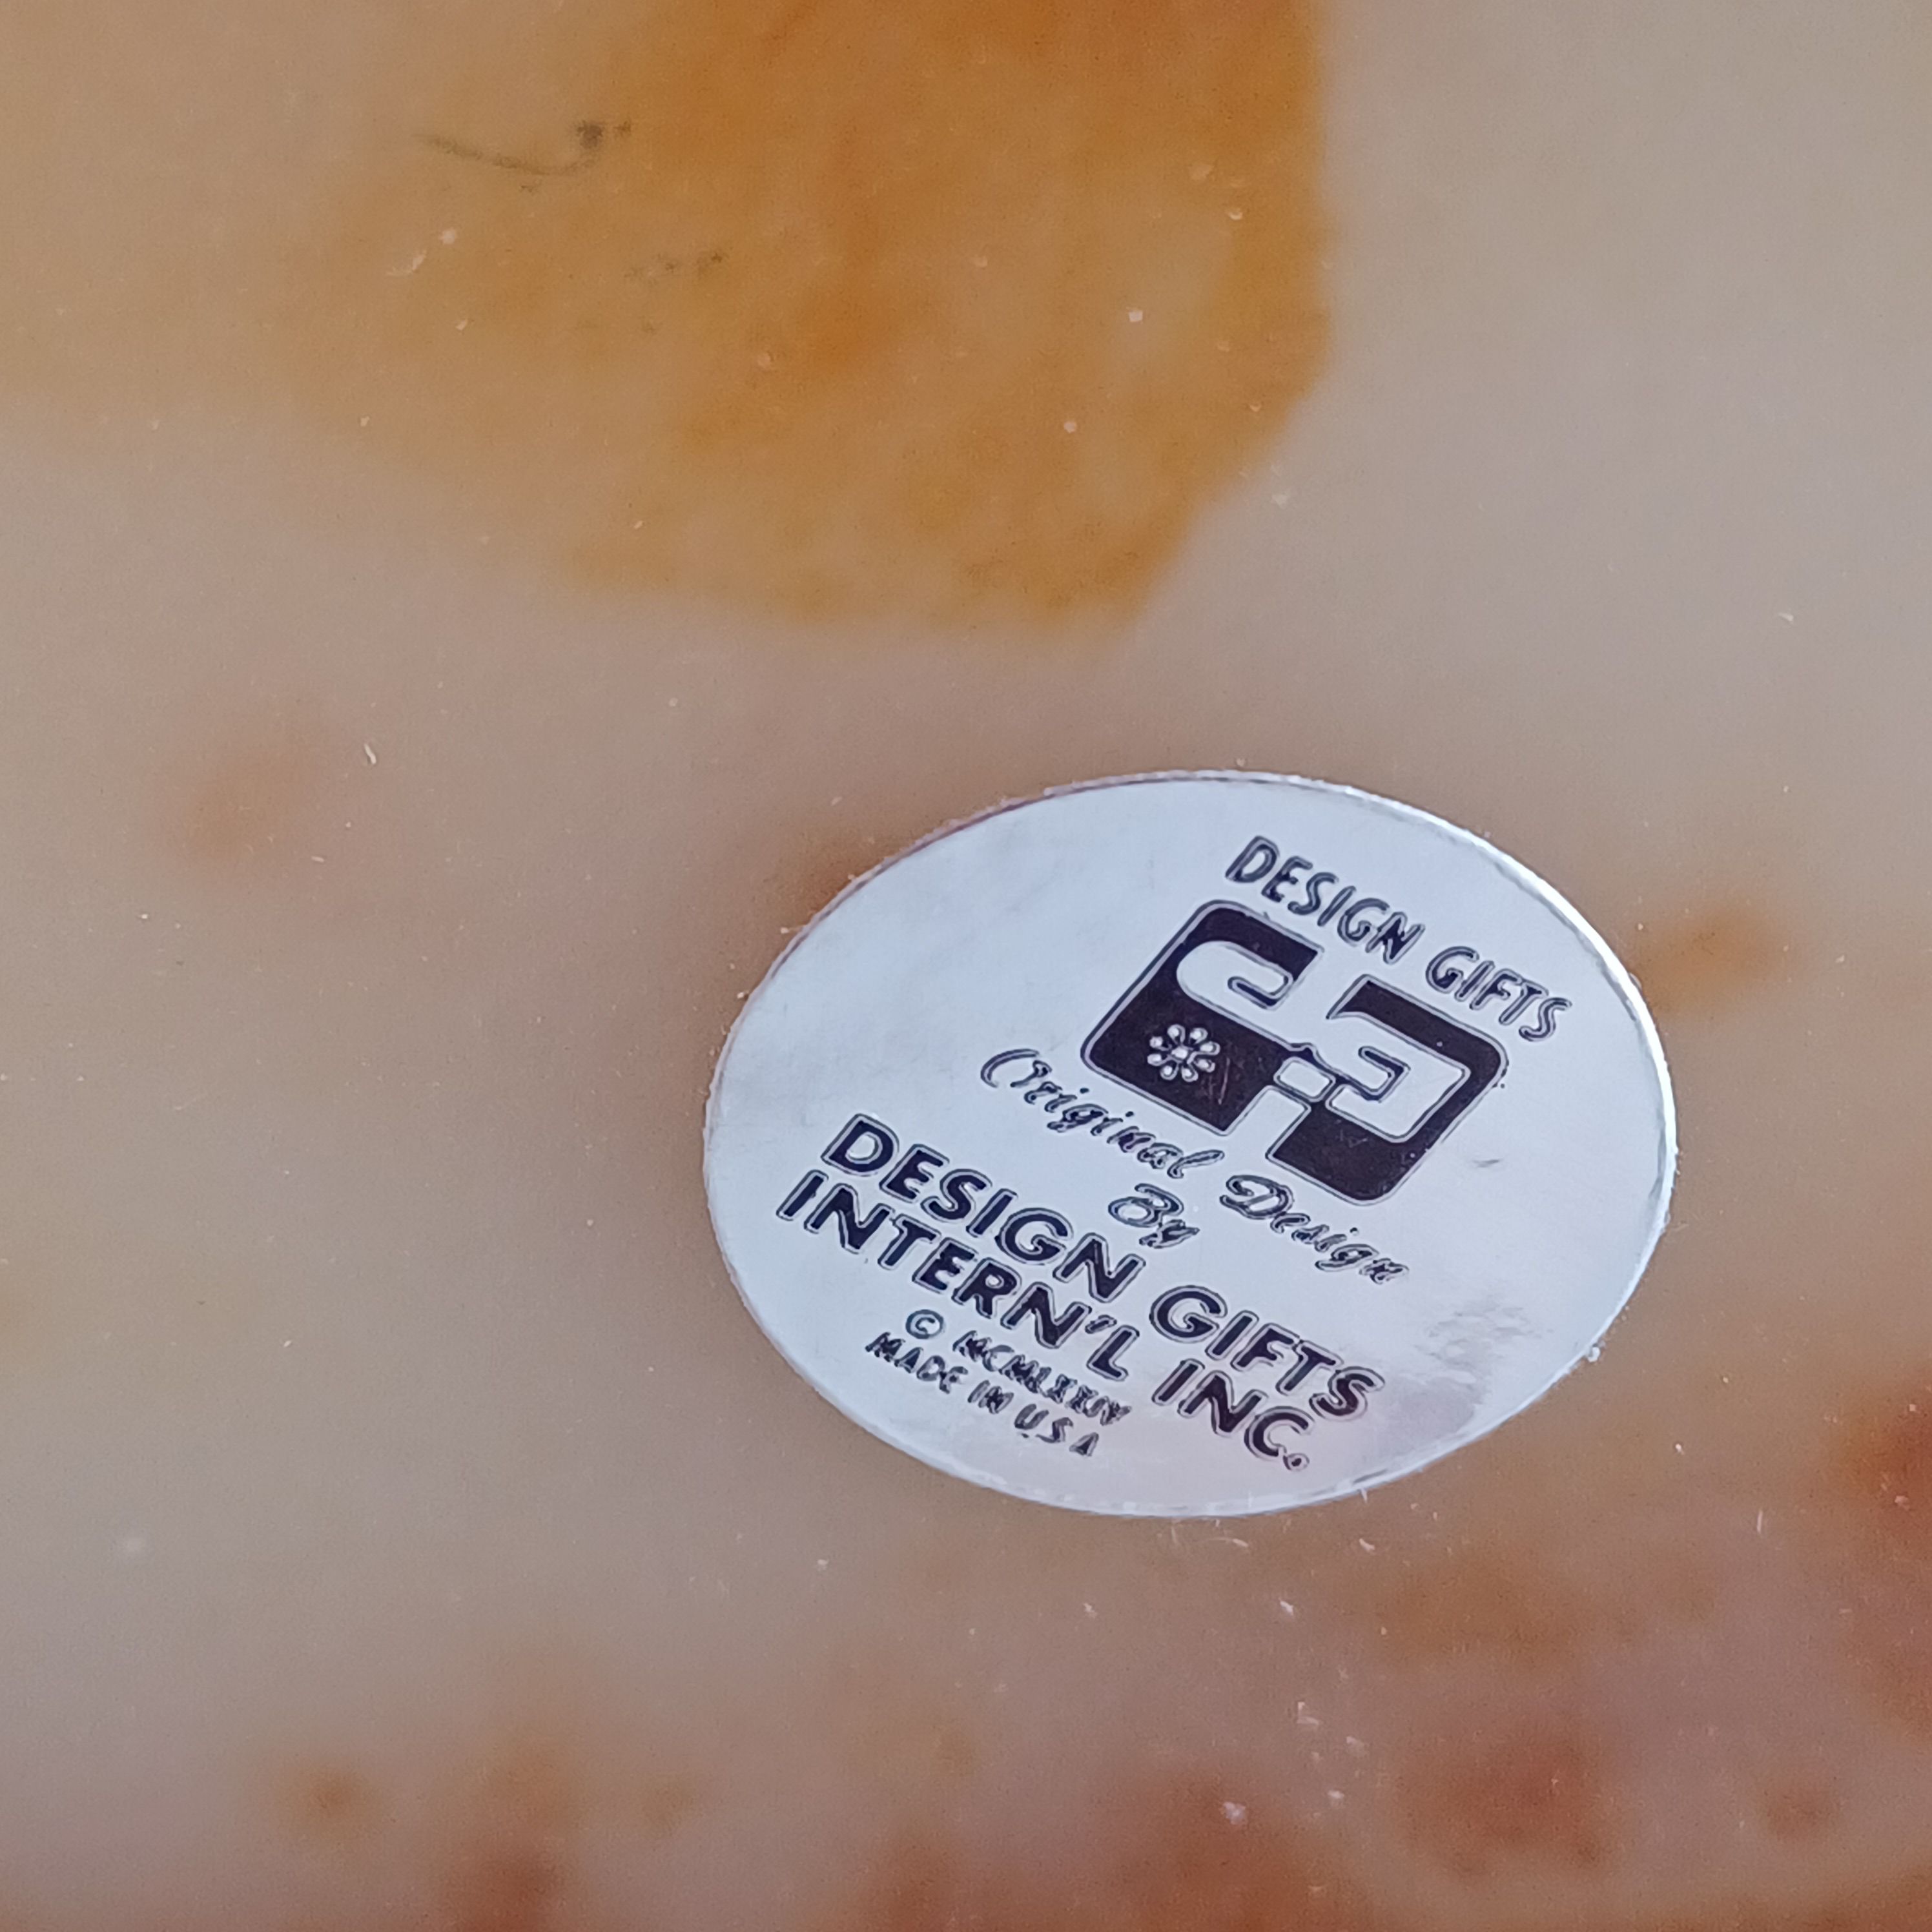 DESIGN GIFTS
Original Design
By
DESIGN GIFTS
INTERN'L INC.
© MCMLXXIV
MADE IN U.S.A